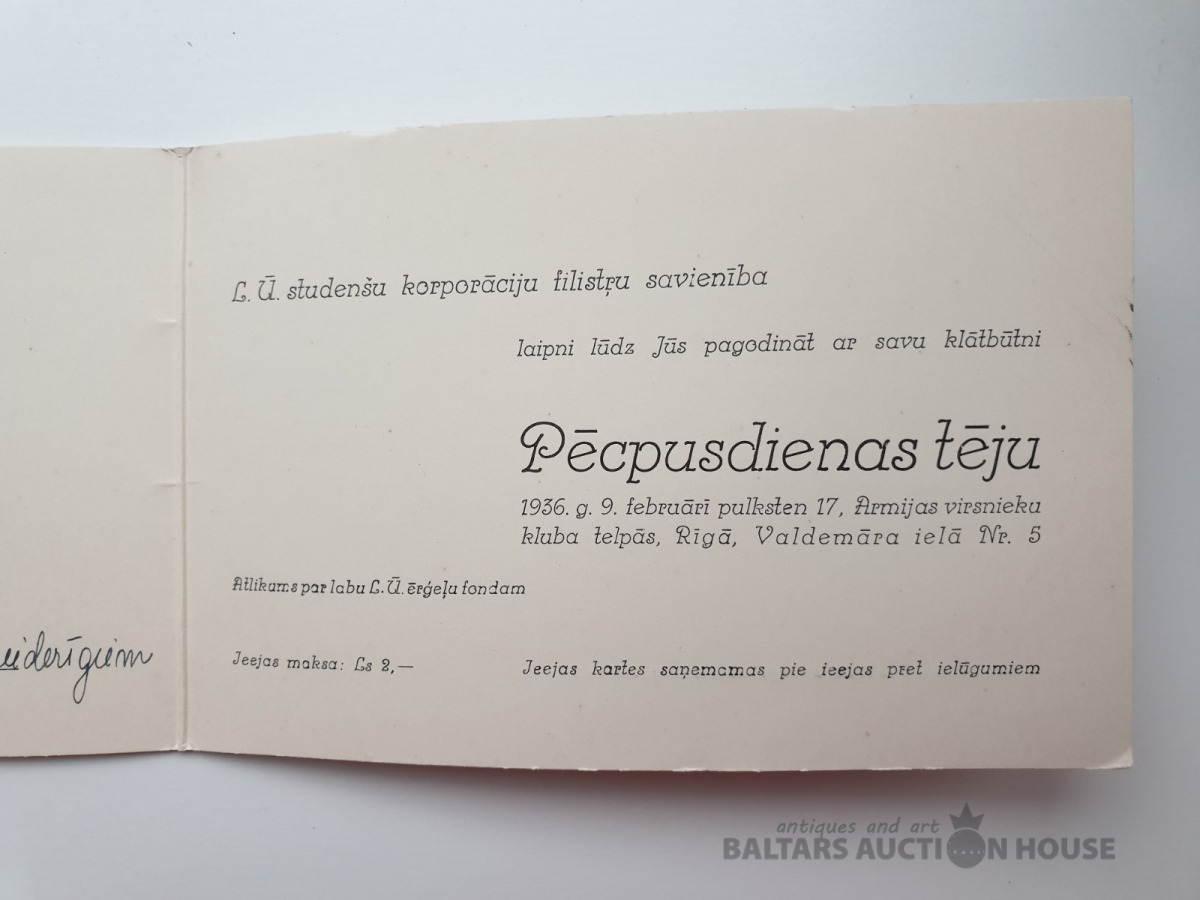 L. Ū. studenšu korporāciju filistru savienība
laipni lūdz Jūs pagodināt ar savu klātbūtni
Pēcpusdienas tēju
1936. g. 9. februārī pulksten 17, Armijas virsnieku
kluba telpās, Rīgā, Valdemāra ielā Nr. 5
Atlikums par labu L. Ū. ērģeļu fondam
Jeejas maksa: Ls 2,—
Jeejas kartes saņemamas pie ieejas pret ielūgumiem
antiques and art
BALTARS AUCTION HOUSE